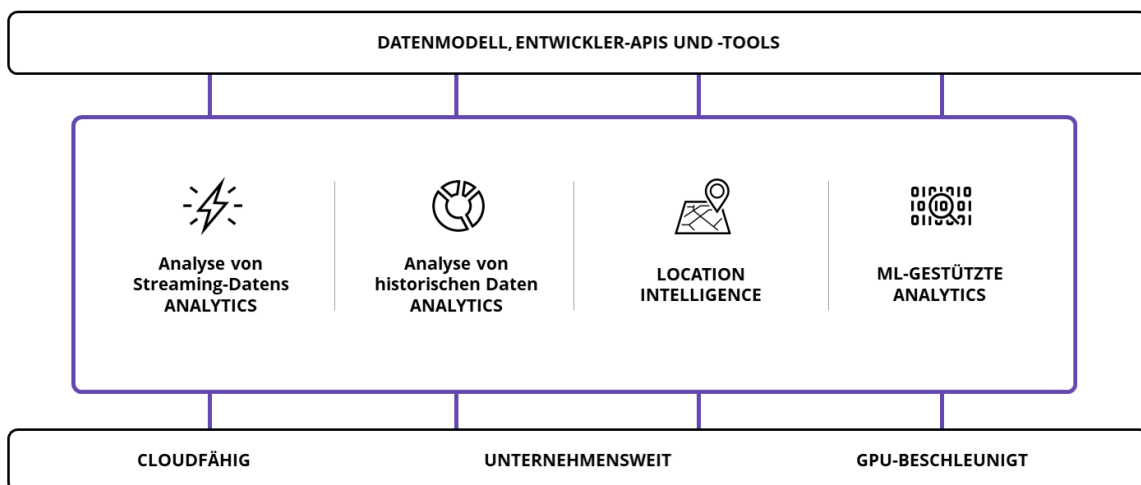 DATENMODELL, ENTWICKLER-APIS UND -TOOLS
Analyse von
Streaming-Datens
ANALYTICS
Analyse von
historischen Daten
ANALYTICS
LOCATION
INTELLIGENCE
ML-GESTÜTZTE
ANALYTICS
CLOUDFÄHIG
UNTERNEHMENSWEIT
GPU-BESCHLEUNIGT